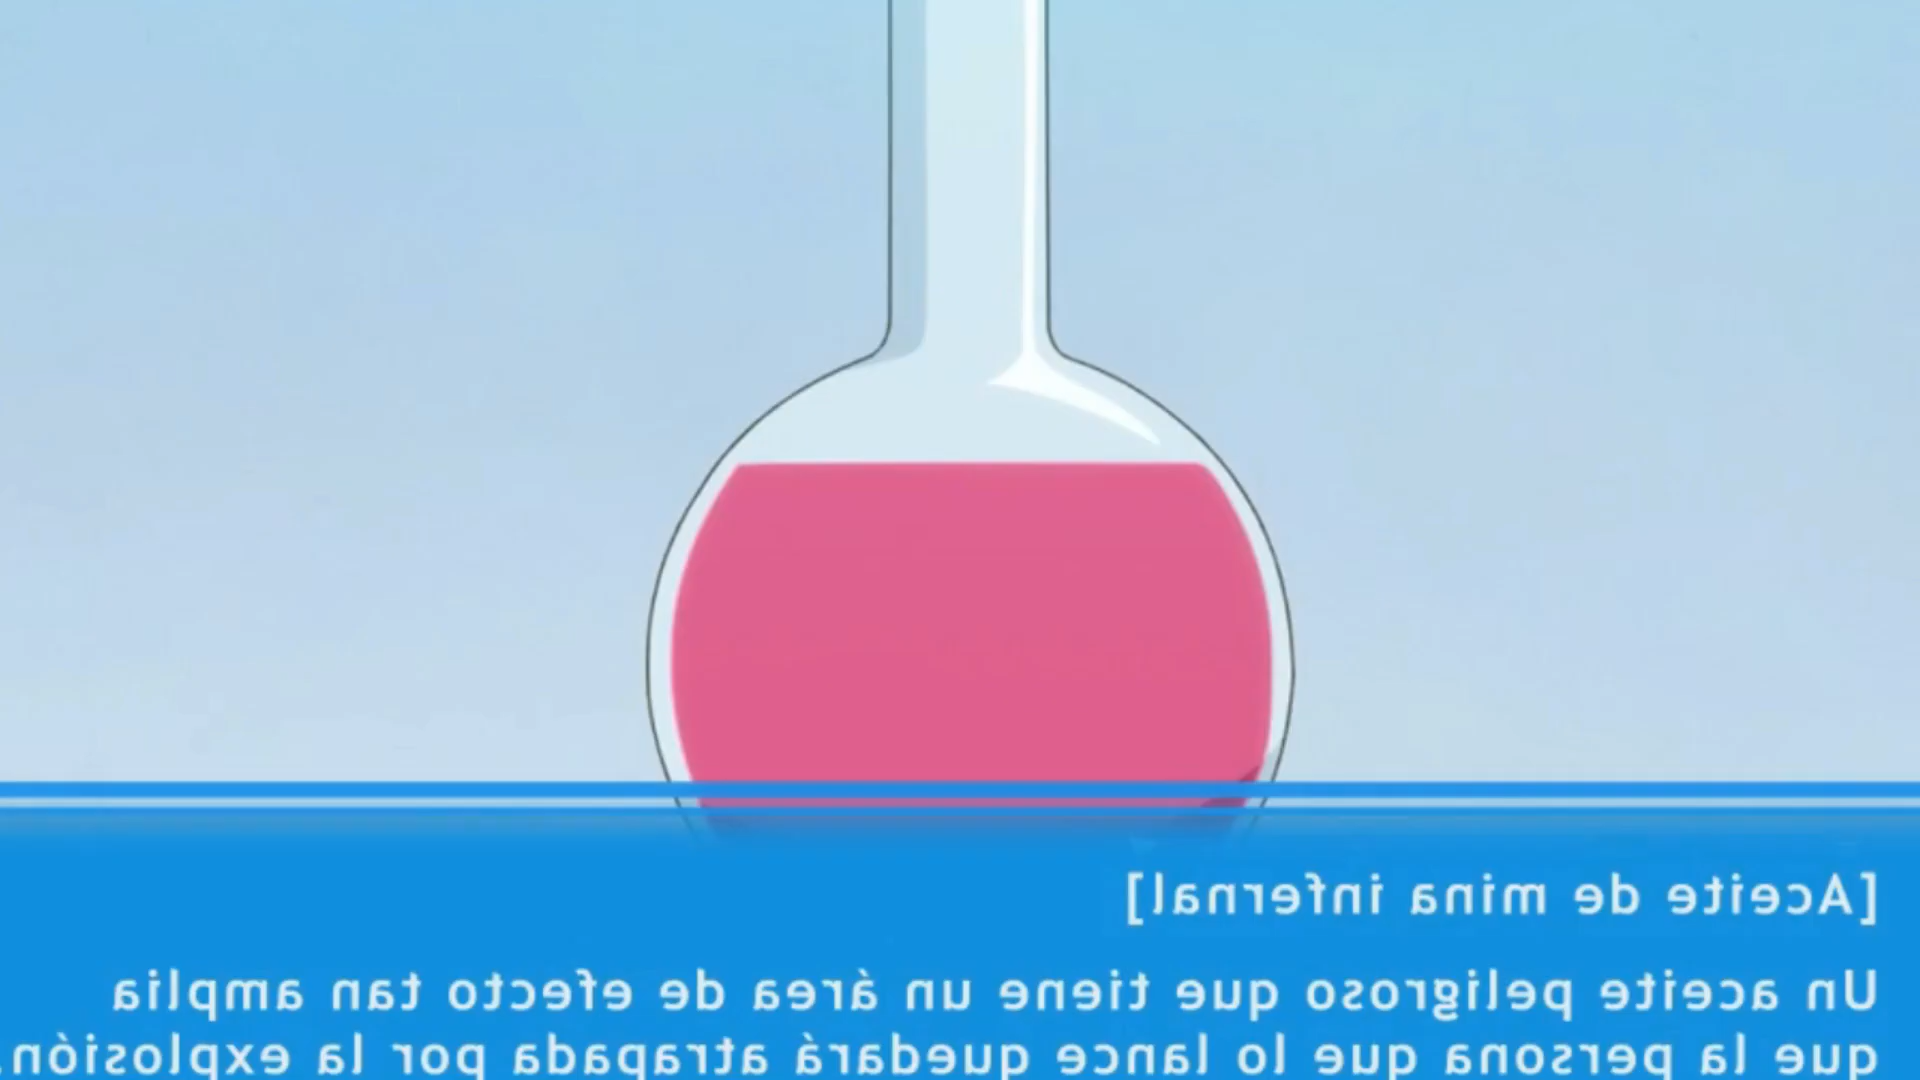 [Aceite de mina infernal]
Un aceite peligroso que tiene un área de efecto tan amplia
que la persona que lo lance quedará atrapada por la explosión.